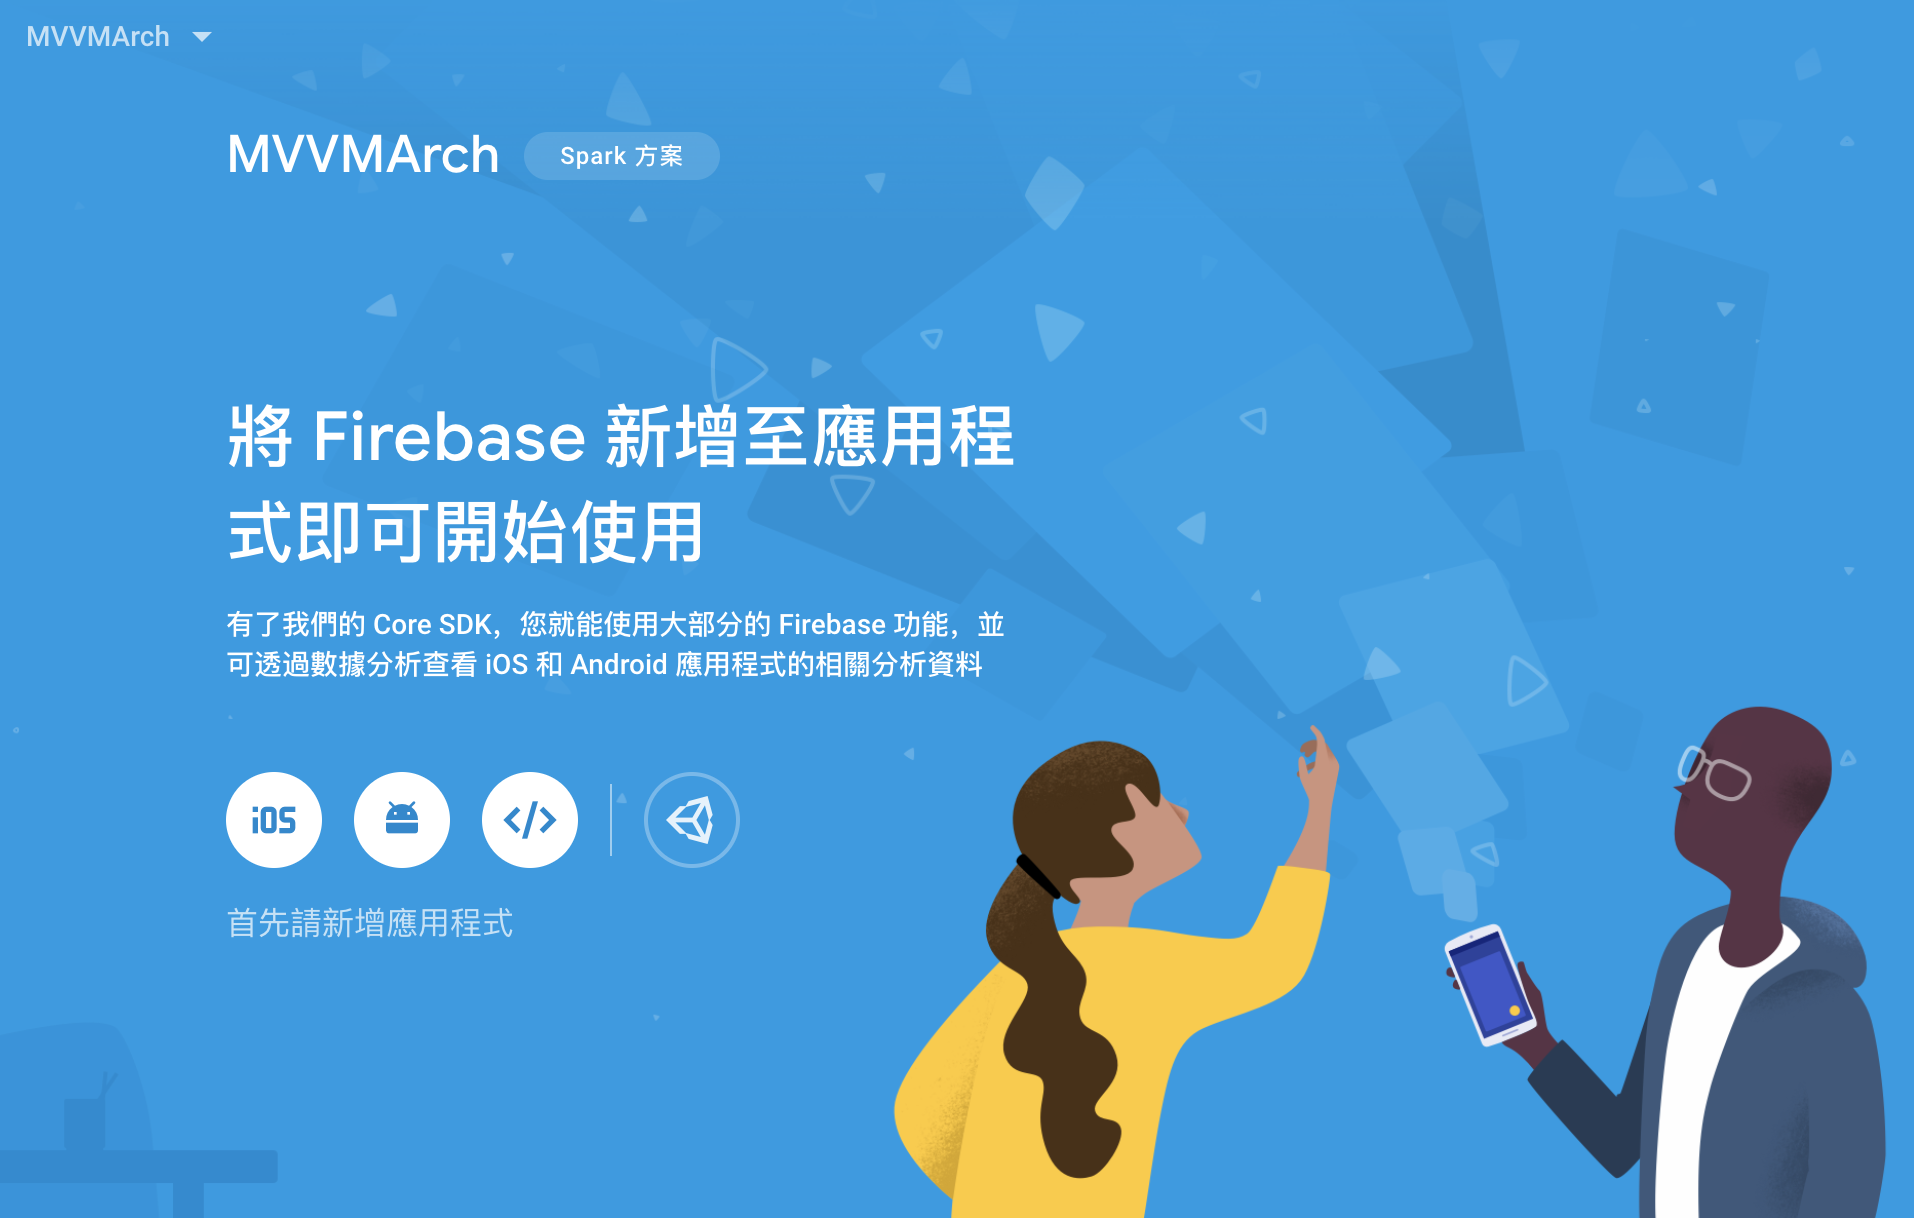 MVVMArch
MVVMArch
Spark 方案
將 Firebase 新增至應用程
式即可開始使用
有了我們的 Core SDK，您就能使用大部分的 Firebase 功能，並
可透過數據分析查看 iOS 和 Android 應用程式的相關分析資料
iOS
</>
首先請新增應用程式